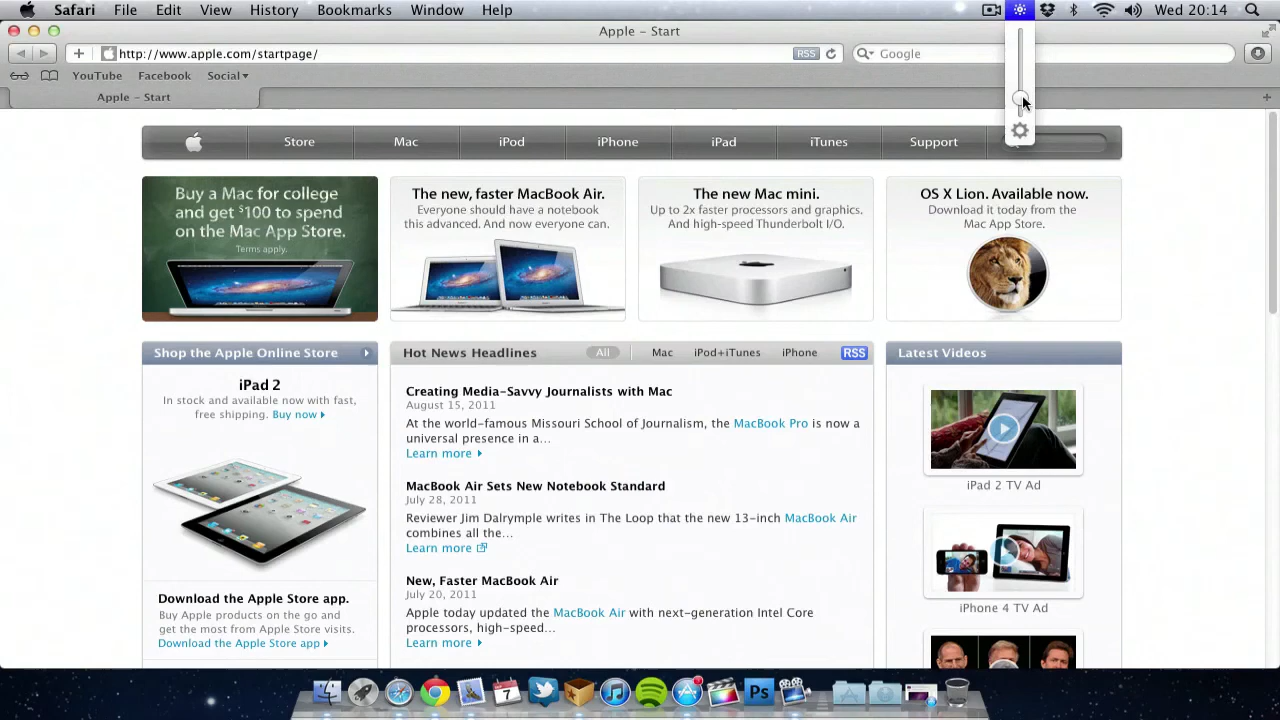 Safari File Edit View History Bookmarks Window Help Wed 20:14
Apple – Start
http://www.apple.com/startpage/ RSS Google
YouTube Facebook Social
Apple – Start
Store Mac iPod iPhone iPad iTunes Support
Buy a Mac for college
and get $100 to spend
on the Mac App Store.
Terms apply.
The new, faster MacBook Air.
Everyone should have a notebook
this advanced. And now everyone can.
The new Mac mini.
Up to 2x faster processors and graphics.
And high-speed Thunderbolt I/O.
OS X Lion. Available now.
Download it today from the
Mac App Store.
Shop the Apple Online Store
iPad 2
In stock and available now with fast,
free shipping. Buy now
Download the Apple Store app.
Buy Apple products on the go and
get the most from Apple Store visits.
Download the Apple Store app
Hot News Headlines All Mac iPod+iTunes iPhone RSS
Creating Media-Savvy Journalists with Mac
August 15, 2011
At the world-famous Missouri School of Journalism, the MacBook Pro is now a
universal presence in a...
Learn more
MacBook Air Sets New Notebook Standard
July 28, 2011
Reviewer Jim Dalrymple writes in The Loop that the new 13-inch MacBook Air
combines all the...
Learn more
New, Faster MacBook Air
July 20, 2011
Apple today updated the MacBook Air with next-generation Intel Core
processors, high-speed...
Learn more
Latest Videos
iPad 2 TV Ad
iPhone 4 TV Ad
7
Ps